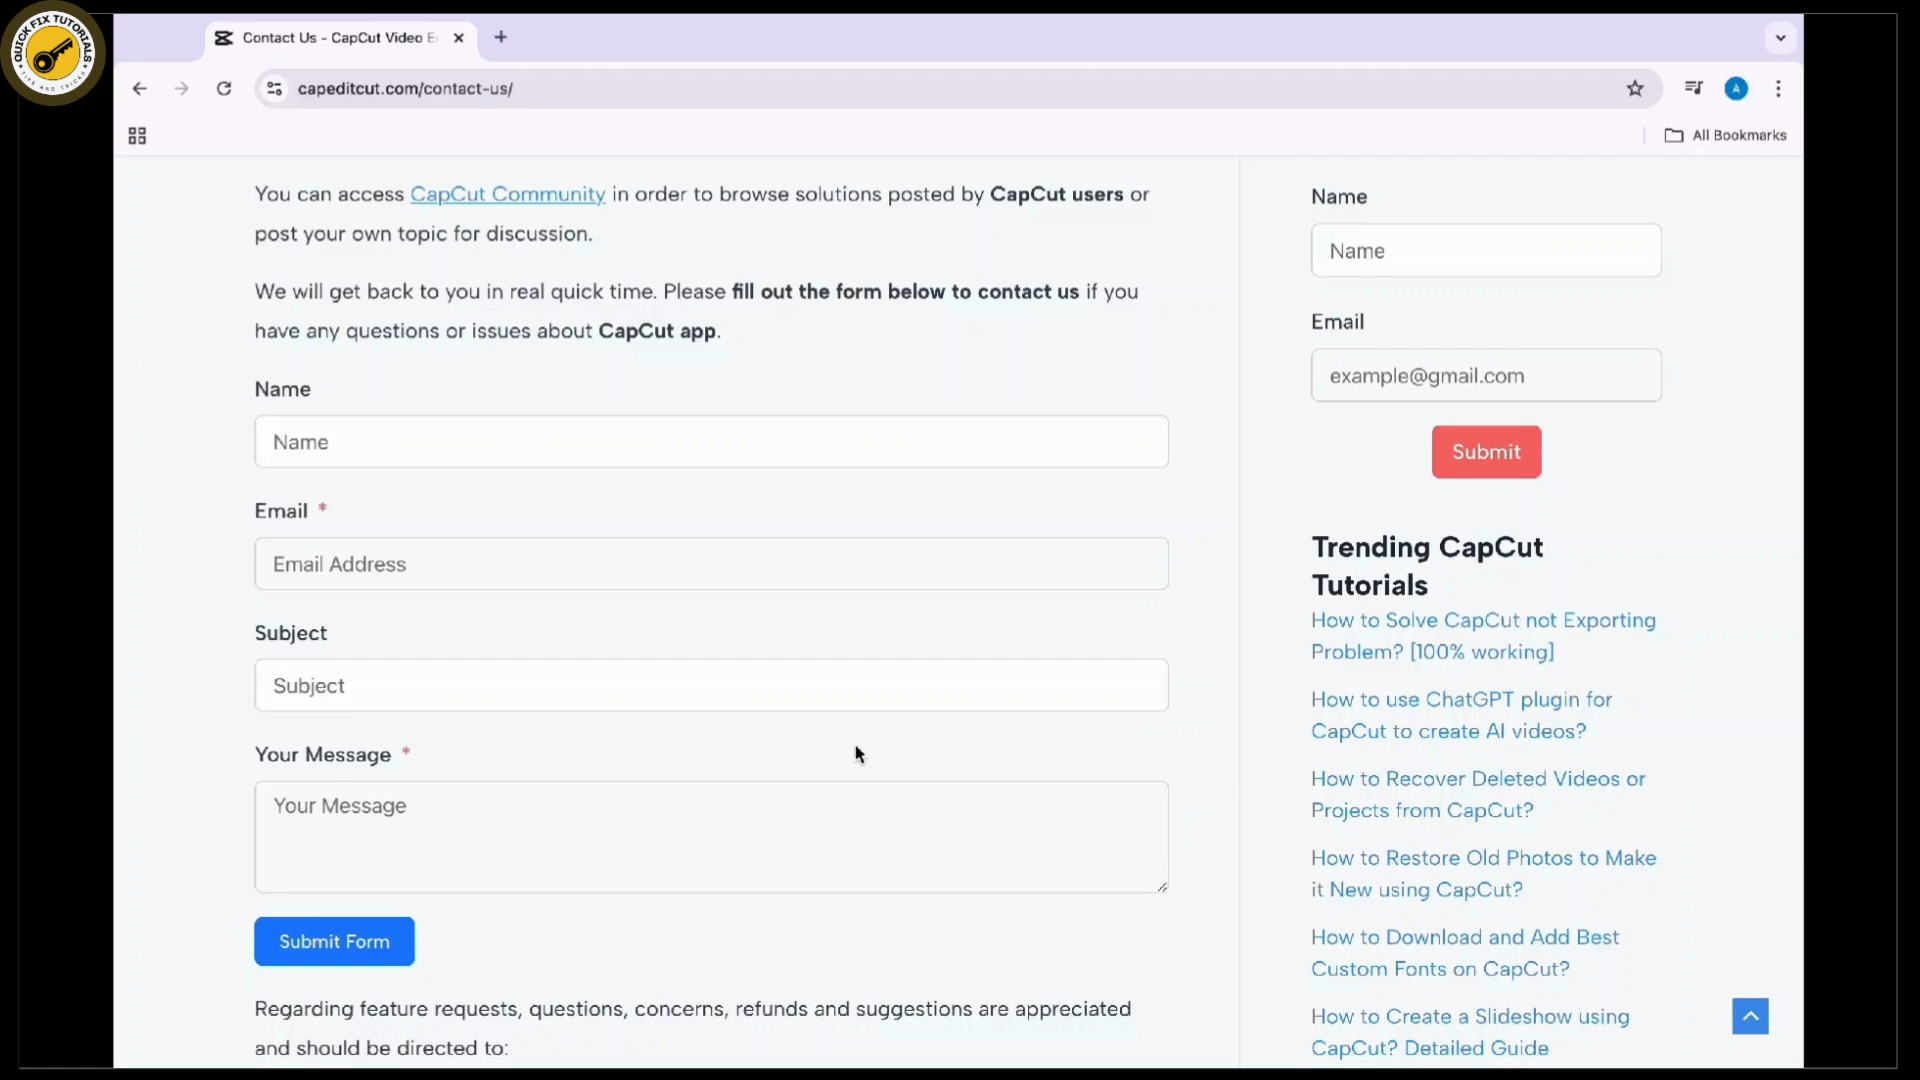 QUICK FIX TUTORIALS
TIPS AND TRICKS
Contact Us - CapCut Video E
capeditcut.com/contact-us/
A
All Bookmarks
You can access CapCut Community in order to browse solutions posted by CapCut users or
post your own topic for discussion.
We will get back to you in real quick time. Please fill out the form below to contact us if you
have any questions or issues about CapCut app.
Name
Name
Email *
Email Address
Subject
Subject
Your Message *
Your Message
Submit Form
Regarding feature requests, questions, concerns, refunds and suggestions are appreciated
and should be directed to:
Name
Name
Email
example@gmail.com
Submit
Trending CapCut
Tutorials
How to Solve CapCut not Exporting
Problem? [100% working]
How to use ChatGPT plugin for
CapCut to create AI videos?
How to Recover Deleted Videos or
Projects from CapCut?
How to Restore Old Photos to Make
it New using CapCut?
How to Download and Add Best
Custom Fonts on CapCut?
How to Create a Slideshow using
CapCut? Detailed Guide